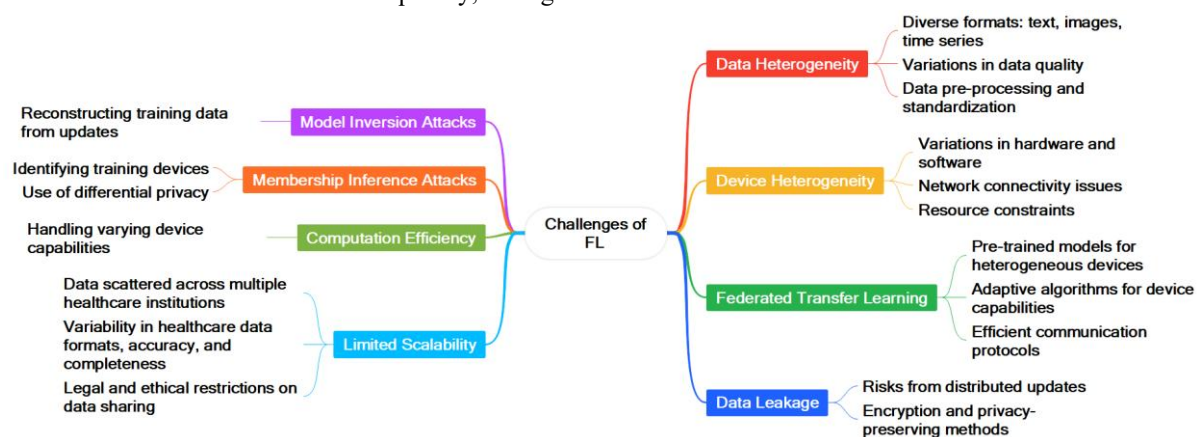 Diverse formats: text, images,
time series
Data Heterogeneity
Variations in data quality
Data pre-processing and
standardization
Reconstructing training data
from updates
Model Inversion Attacks
Variations in hardware and
software
Identifying training devices
Membership Inference Attacks
Use of differential privacy
Device Heterogeneity
Network connectivity issues
Resource constraints
Challenges of
FL
Handling varying device
capabilities
Computation Efficiency
Pre-trained models for
heterogeneous devices
Federated Transfer Learning
Adaptive algorithms for device
capabilities
Efficient communication
protocols
Data scattered across multiple
healthcare institutions
Variability in healthcare data
formats, accuracy, and
completeness
Limited Scalability
Legal and ethical restrictions on
data sharing
Data Leakage
Risks from distributed updates
Encryption and privacy-
preserving methods